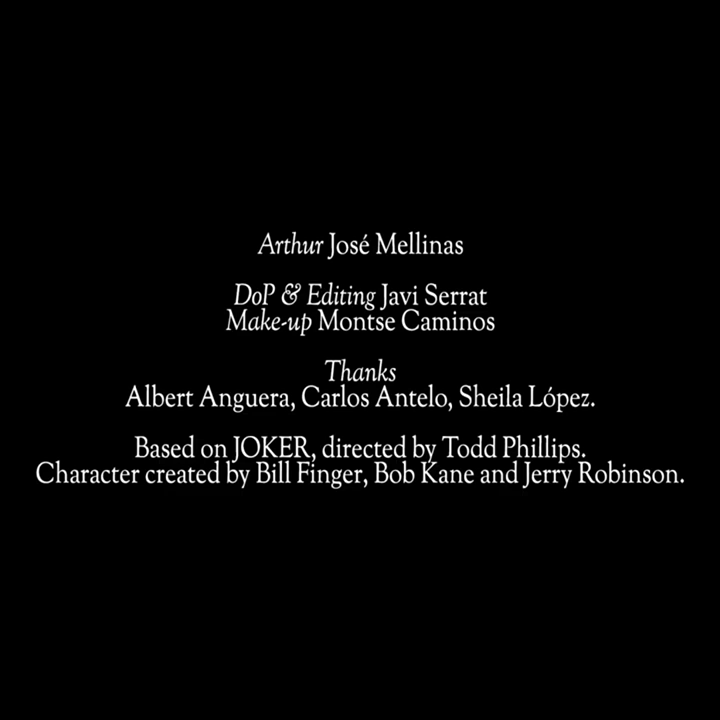 Arthur José Mellinas
DoP & Editing Javi Serrat
Make-up Montse Caminos
Thanks
Albert Anguera, Carlos Antelo, Sheila López.
Based on JOKER, directed by Todd Phillips.
Character created by Bill Finger, Bob Kane and Jerry Robinson.